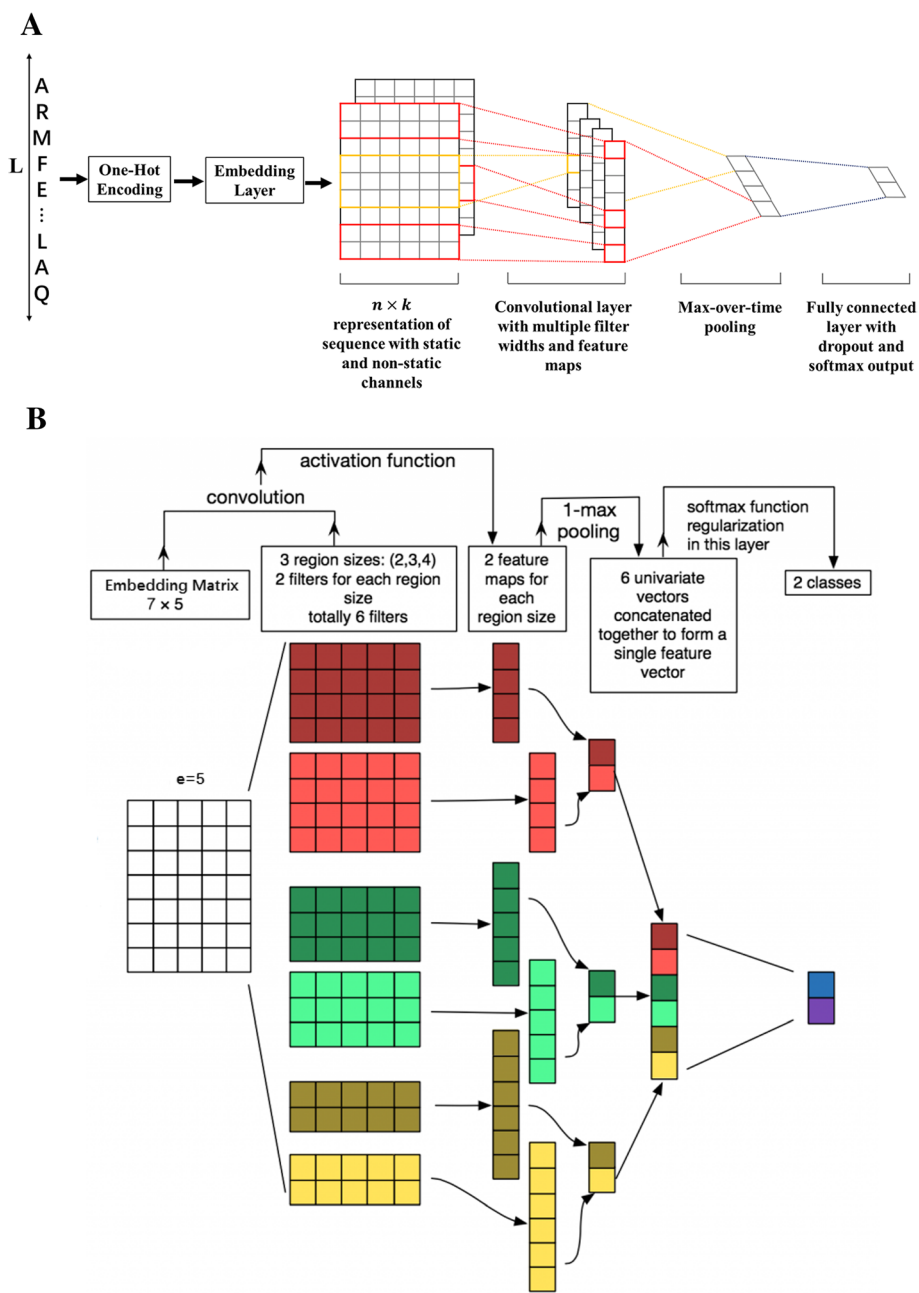 A
L
A
R
M
F
E
⋮
L
A
Q
One-Hot
Encoding
Embedding
Layer
n × k
representation of
sequence with static
and non-static
channels
Convolutional layer
with multiple filter
widths and feature
maps
Max-over-time
pooling
Fully connected
layer with
dropout and
softmax output
B
activation function
convolution
1-max
pooling
softmax function
regularization
in this layer
Embedding Matrix
7 × 5
3 region sizes: (2,3,4)
2 filters for each region
size
totally 6 filters
2 feature
maps for
each
region size
6 univariate
vectors
concatenated
together to form a
single feature
vector
2 classes
e=5